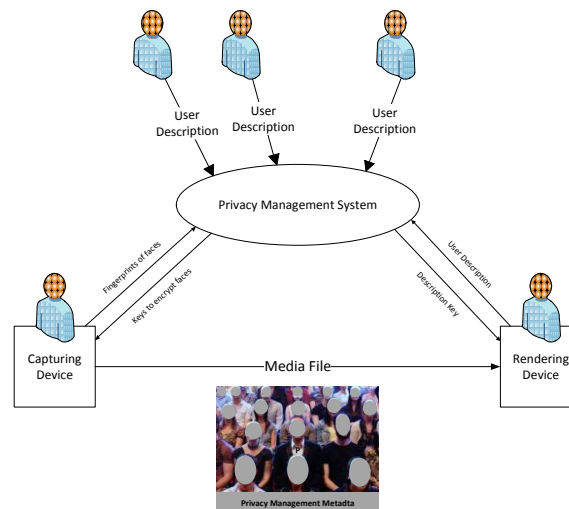 User
Description
User
Description
User
Description
Privacy Management System
Fingerprints of faces
Keys to encrypt faces
User Description
Description Key
Capturing
Device
Media File
Rendering
Device
P
Privacy Management Metadta